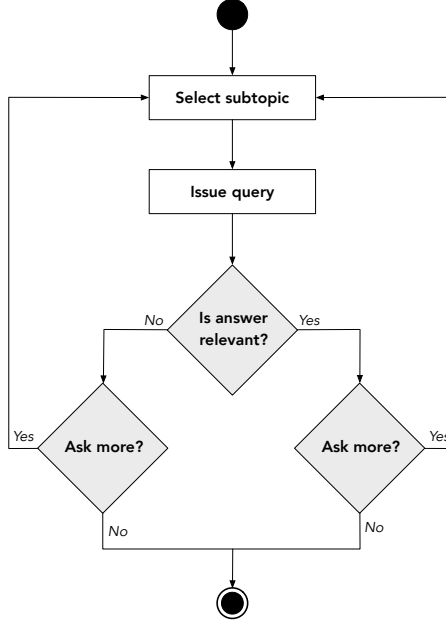 Select subtopic
Issue query
Is answer
relevant?
No
Yes
Ask more?
Yes
No
Ask more?
Yes
No